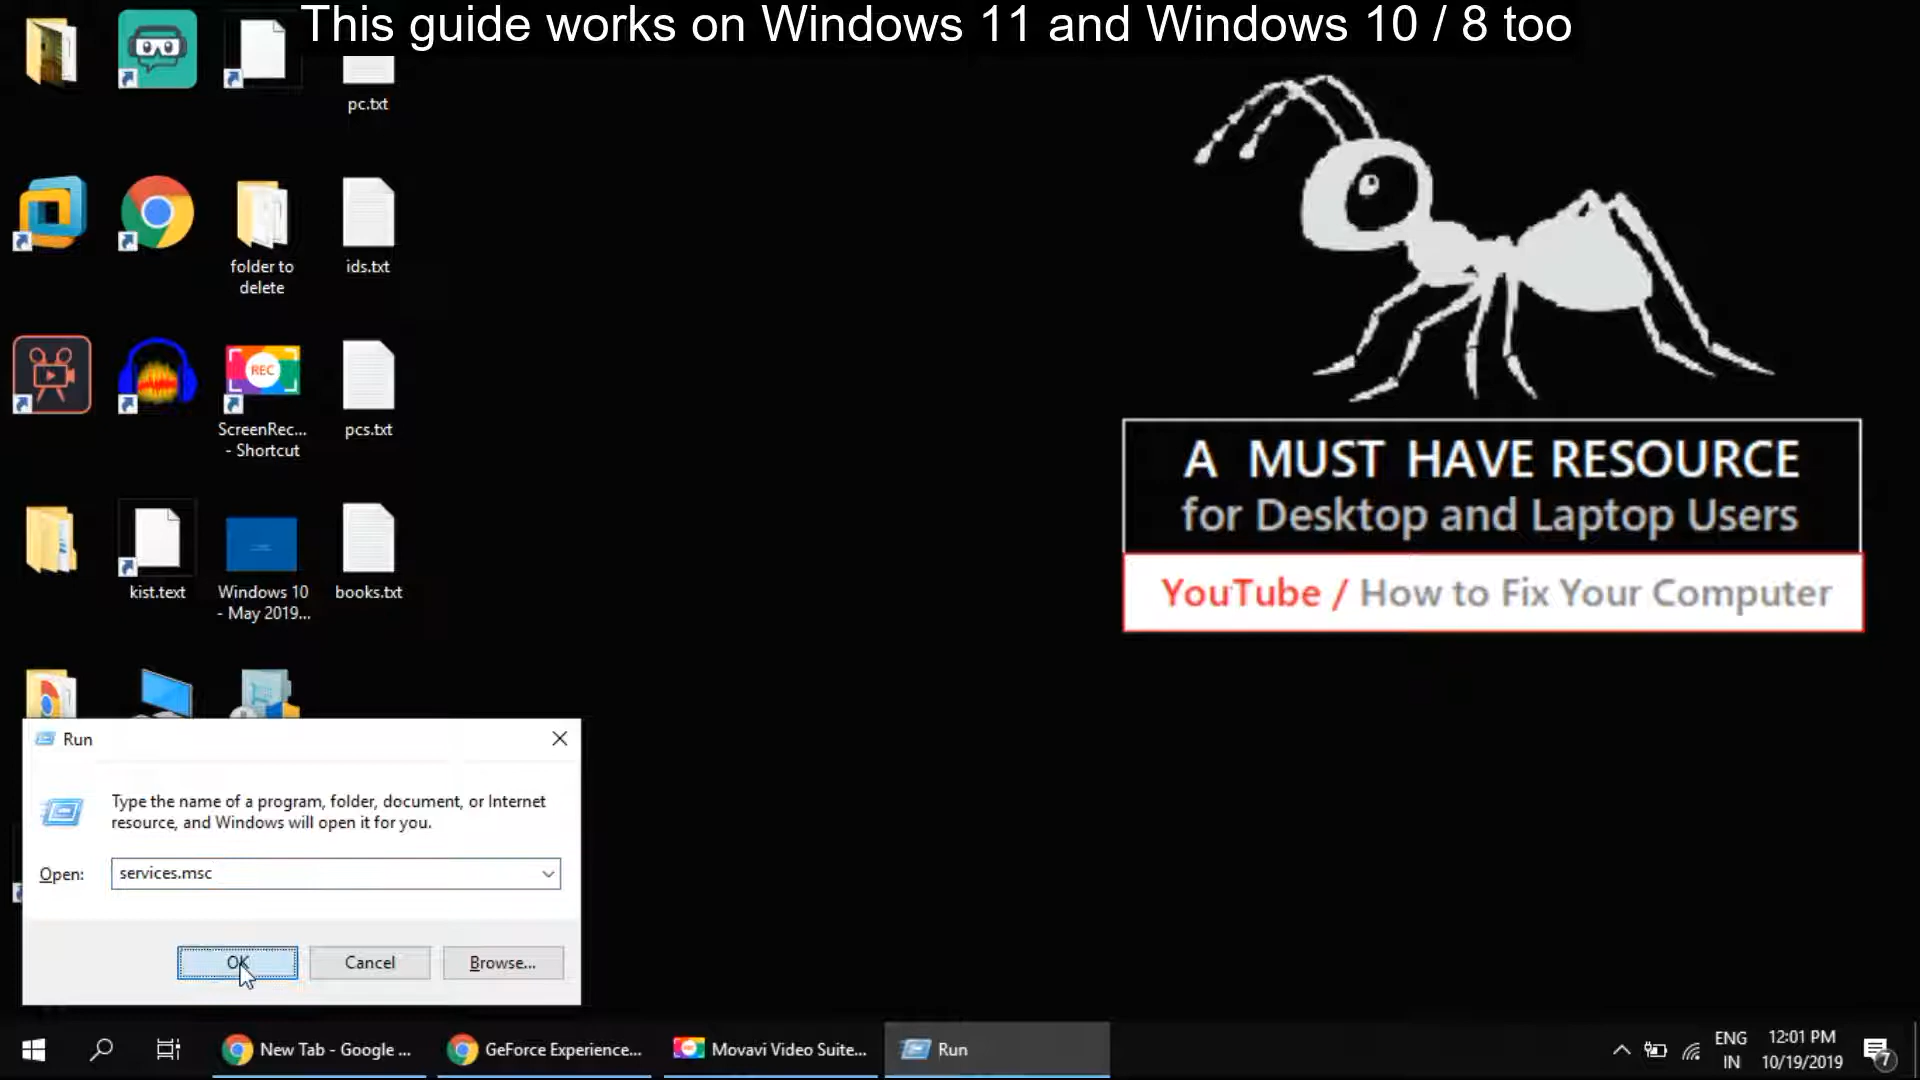 This guide works on Windows 11 and Windows 10 / 8 too
pc.txt
folder to
delete
ids.txt
REC
ScreenRec...
- Shortcut
pcs.txt
kist.text
Windows 10
- May 2019...
books.txt
A MUST HAVE RESOURCE
for Desktop and Laptop Users
YouTube / How to Fix Your Computer
Run
Type the name of a program, folder, document, or Internet
resource, and Windows will open it for you.
Open:
services.msc
OK
Cancel
Browse...
New Tab - Google ...
GeForce Experience...
REC
Movavi Video Suite...
Run
ENG
IN
12:01 PM
10/19/2019
7